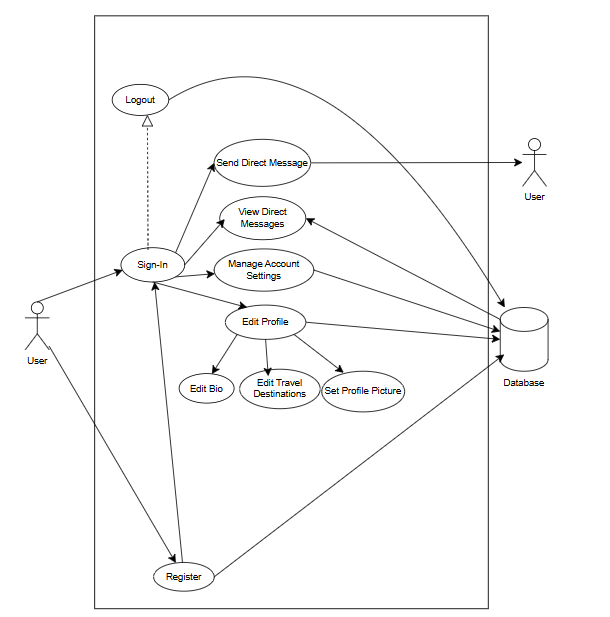 Logout
Send Direct Message
User
View Direct
Messages
Sign-In
Manage Account
Settings
Edit Profile
User
Database
Edit Bio
Edit Travel
Destinations
Set Profile Picture
Register